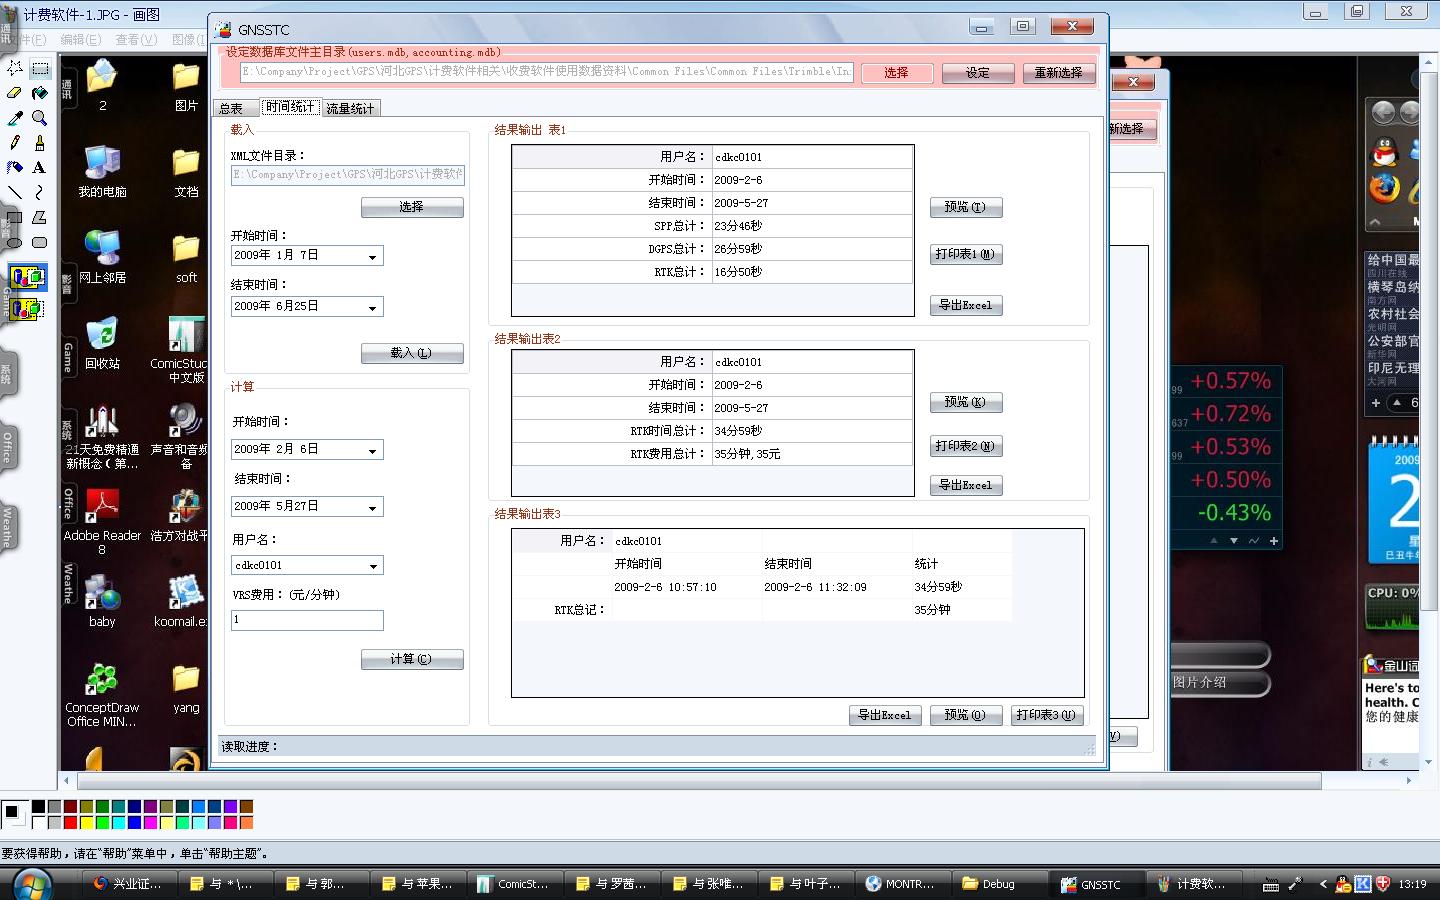 计费软件-1.JPG - 画图
编辑(E) 查看(V)
GNSSTC
设定数据库文件主目录(users.mdb,accounting.mdb)
E:\Company\Project\GPS\河北GPS\计费软件相关\收费软件使用数据资料\Common Files\Common Files\Trimble\In
选择
设定
重新选择
总表
时间统计
流量统计
载入
XML文件目录：
E:\Company\Project\GPS\河北GPS\计费软件
选择
开始时间：
2009年 1月 7日
结束时间：
2009年 6月25日
载入(L)
计算
开始时间：
2009年 2月 6日
结束时间：
2009年 5月27日
用户名：
cdkc0101
VRS费用：(元/分钟)
1
计算(C)
结果输出 表1
用户名： cdkc0101
开始时间： 2009-2-6
结束时间： 2009-5-27
SPP总计： 23分46秒
DGPS总计： 26分59秒
RTK总计： 16分50秒
预览(T)
打印表1(M)
导出Excel
结果输出表2
用户名： cdkc0101
开始时间： 2009-2-6
结束时间： 2009-5-27
RTK时间总计： 34分59秒
RTK费用总计： 35分钟,35元
预览(K)
打印表2(N)
导出Excel
结果输出表3
用户名： cdkc0101
开始时间 结束时间 统计
2009-2-6 10:57:10 2009-2-6 11:32:09 34分59秒
RTK总记： 35分钟
导出Excel
预览(O)
打印表3(U)
读取进度：
通讯
影音
Game
系统
Office
Weathe
2
图片
我的电脑
文档
网上邻居
soft
回收站
ComicStuc
中文版
21天免费精通
新概念（第...
声音和音频
备
Adobe Reader
8
浩方对战平
baby
koomail.ex
ConceptDraw
Office MIN...
yang
新选择
+0.57%
+0.72%
+0.53%
+0.50%
-0.43%
图片介绍
给中国最
四川在线
横琴岛纳
南方网
农村社会
光明网
公安部官
新华网
印尼无理
大河网
2009
2
己丑牛年
CPU: 0%
金山词
Here's to
health. C
您的健康
要获得帮助，请在“帮助”菜单中，单击“帮助主题”。
兴业证...
与 *\...
与 郭...
与 苹果...
ComicSt...
与 罗茜...
与 张唯...
与 叶子...
MONTR...
Debug
GNSSTC
计费软...
13:19